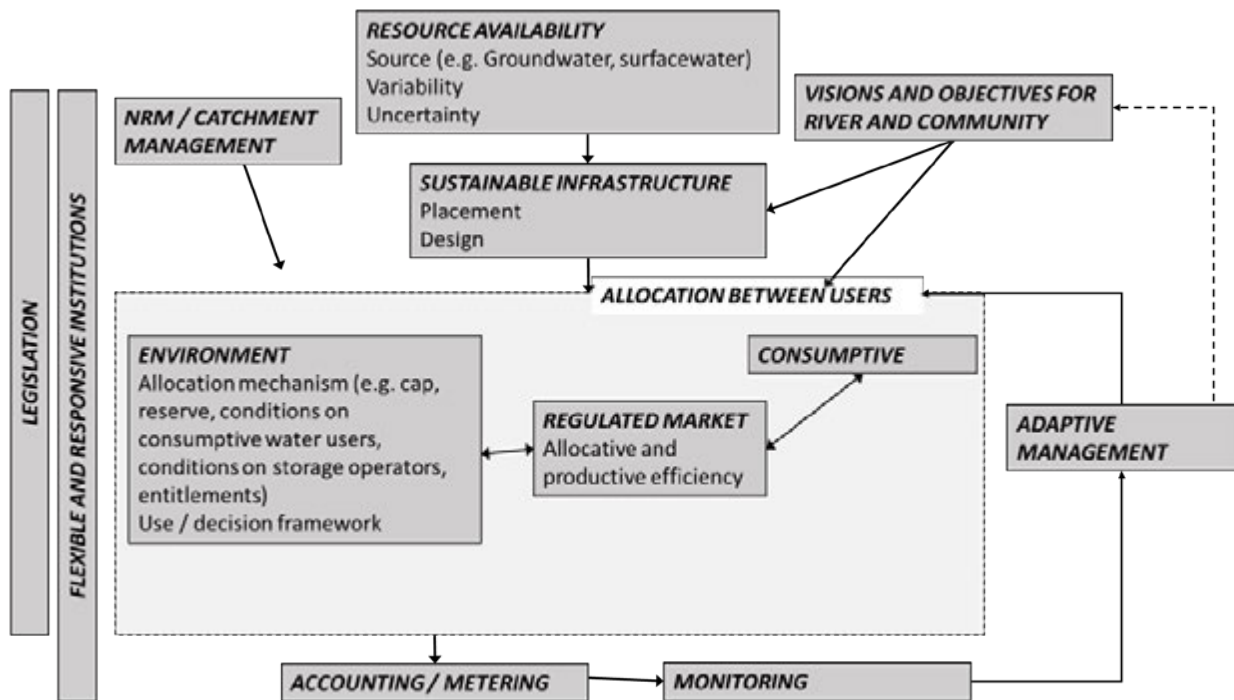 RESOURCE AVAILABILITY
Source (e.g. Groundwater, surfacewater)
Variability
Uncertainty
NRM / CATCHMENT
MANAGEMENT
VISIONS AND OBJECTIVES FOR
RIVER AND COMMUNITY
SUSTAINABLE INFRASTRUCTURE
Placement
Design
LEGISLATION
FLEXIBLE AND RESPONSIVE INSTITUTIONS
ALLOCATION BETWEEN USERS
ENVIRONMENT
Allocation mechanism (e.g. cap,
reserve, conditions on
consumptive water users,
conditions on storage operators,
entitlements)
Use / decision framework
REGULATED MARKET
Allocative and
productive efficiency
CONSUMPTIVE
ADAPTIVE
MANAGEMENT
ACCOUNTING / METERING
MONITORING